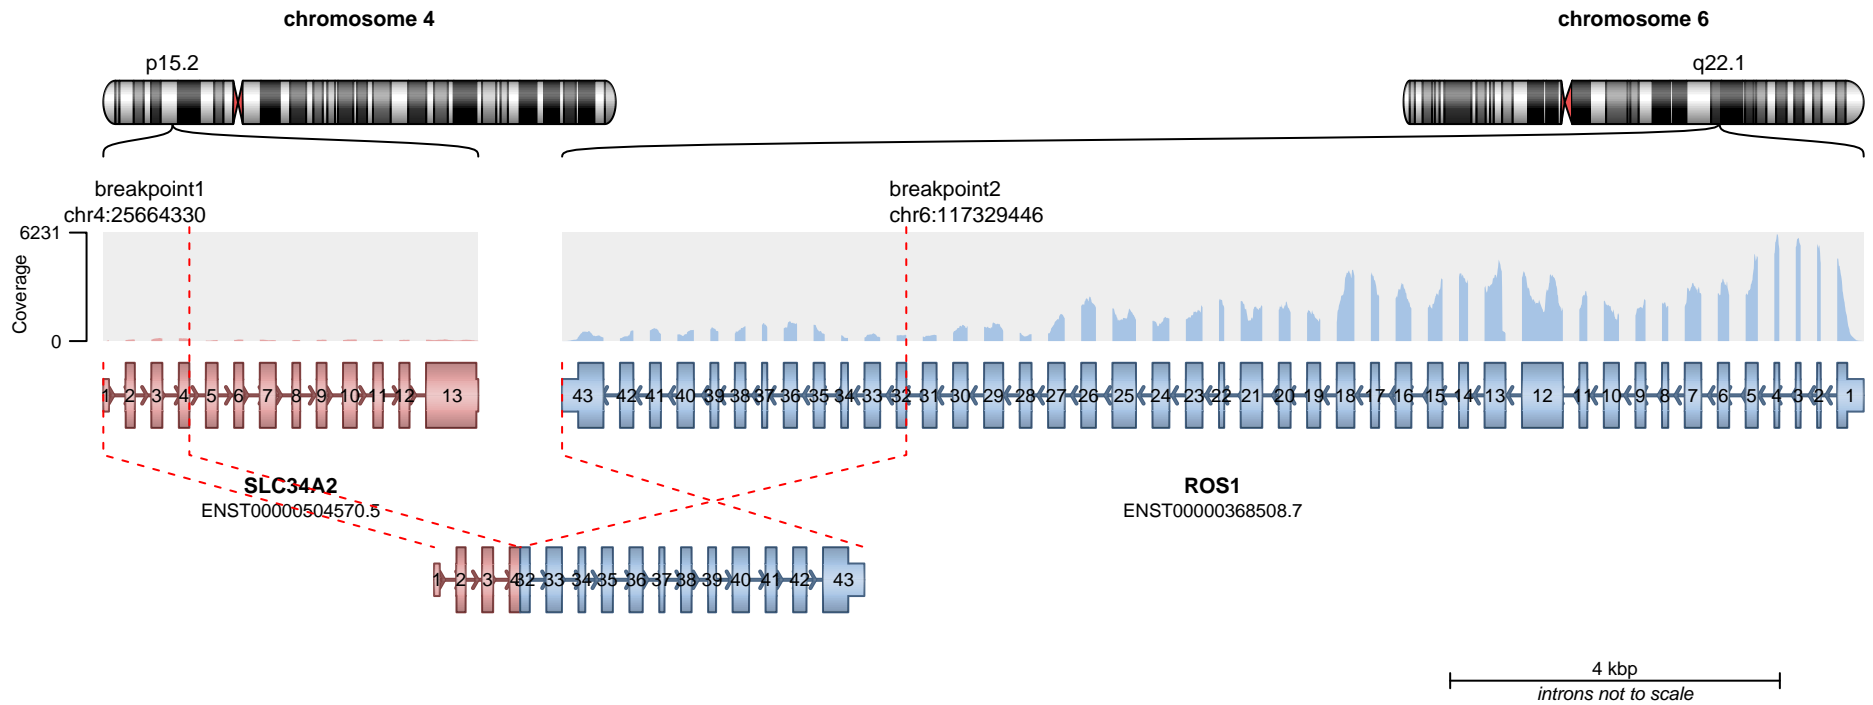 chromosome 4
chromosome 6
p15.2
q22.1
breakpoint1
chr4:25664330
breakpoint2
chr6:117329446
6231
Coverage
0
1 2 3 4 5 6 7 8 9 10 11 12 13
43 42 41 40 39 38 37 36 35 34 33 32 31 30 29 28 27 26 25 24 23 22 21 20 19 18 17 16 15 14 13 12 11 10 9 8 7 6 5 4 3 2 1
SLC34A2
ENST00000504570.5
ROS1
ENST00000368508.7
1 2 3 4 32 33 34 35 36 37 38 39 40 41 42 43
4 kbp
introns not to scale